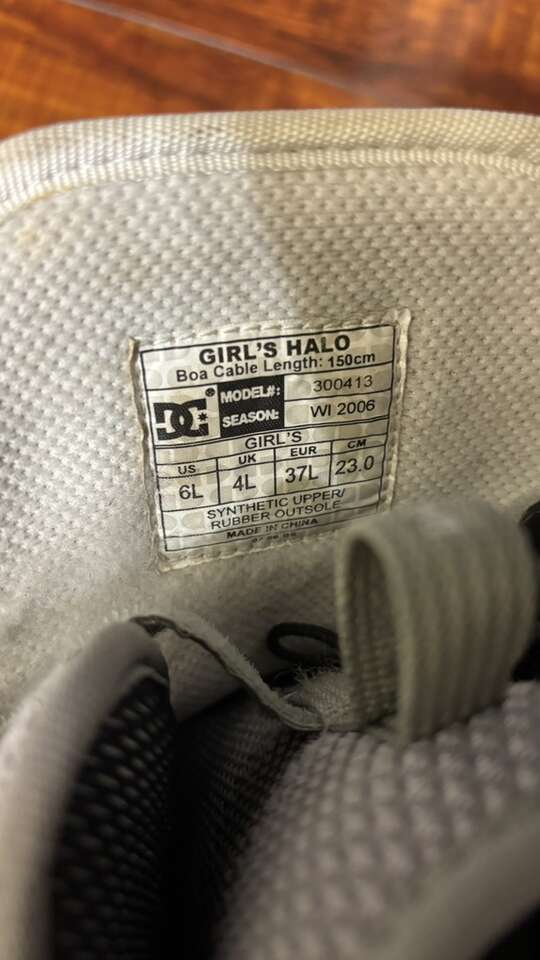 GIRL'S HALO
Boa Cable Length: 150cm
DC ® MODEL#: 300413
SEASON: WI 2006
GIRL'S
US UK EUR CM
6L 4L 37L 23.0
SYNTHETIC UPPER/
RUBBER OUTSOLE
MADE IN CHINA